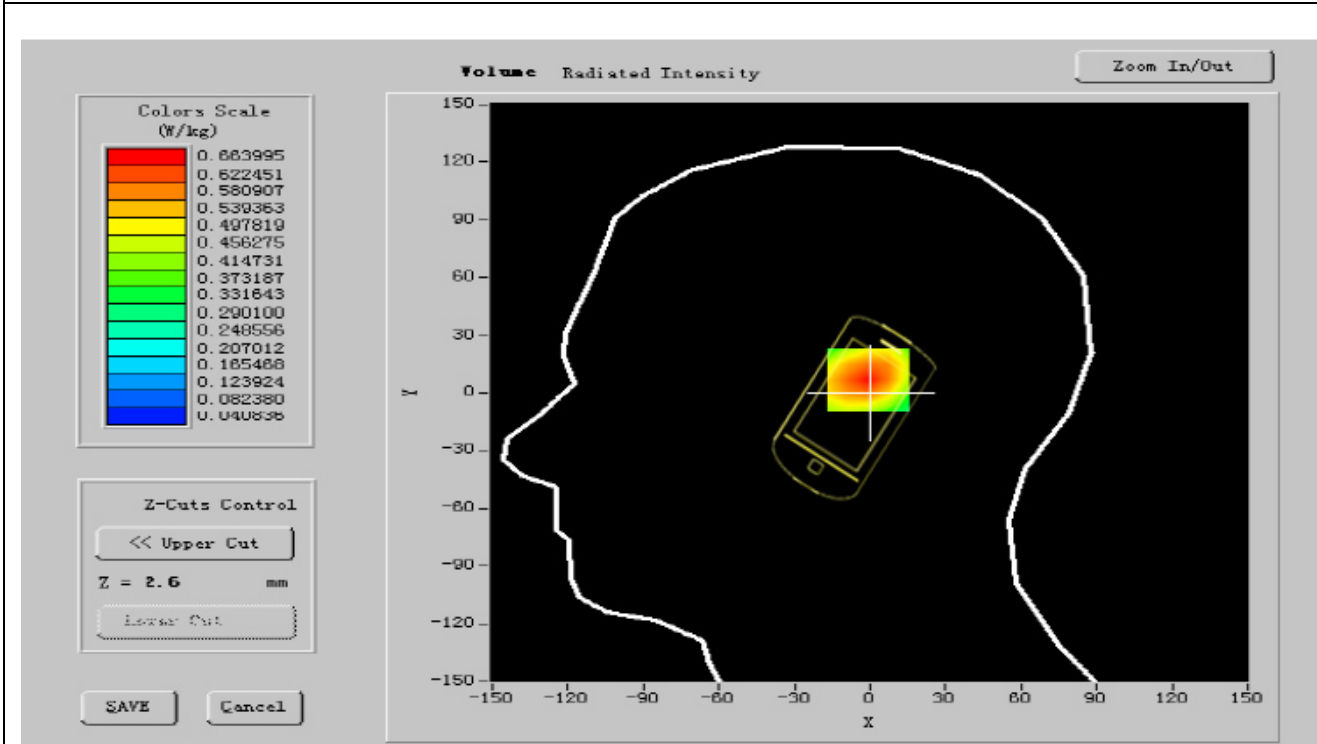 Volume Radiated Intensity
Zoom In/Out
Colors Scale
(W/kg)
0.663995
0.622451
0.580907
0.539363
0.497819
0.456275
0.414731
0.373187
0.331643
0.290100
0.248556
0.207012
0.165468
0.123924
0.082380
0.040836
Z-Cuts Control
<< Upper Cut
Z = 2.6 mm
Lower Cut
SAVE
Cancel
150
120
90
60
30
0
-30
-60
-90
-120
-150
Y
-150 -120 -90 -60 -30 0 30 60 90 120 150
X